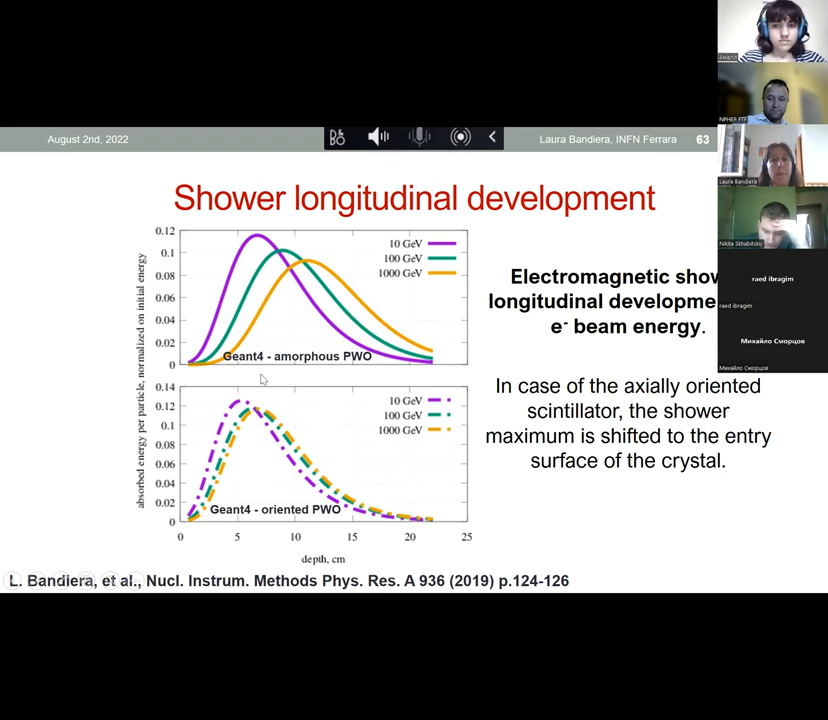 August 2nd, 2022
Laura Bandiera, INFN Ferrara 63
Shower longitudinal development
0.12
0.1
0.08
0.06
0.04
0.02
0
10 GeV
100 GeV
1000 GeV
Geant4 - amorphous PWO
0.14
0.12
0.1
0.08
0.06
0.04
0.02
0
10 GeV
100 GeV
1000 GeV
Geant4 - oriented PWO
0 5 10 15 20 25
depth, cm
absorbed energy per particle, normalized on initial energy
Electromagnetic show
longitudinal developme
e- beam energy.
In case of the axially oriented
scintillator, the shower
maximum is shifted to the entry
surface of the crystal.
L. Bandiera, et al., Nucl. Instrum. Methods Phys. Res. A 936 (2019) p.124-126
NPHEP, FTF
Laura Bandiera
Nikita Skhabitskiy
raed ibragim
raed ibragim
Михайло Сморцов
Михайло Сморцов